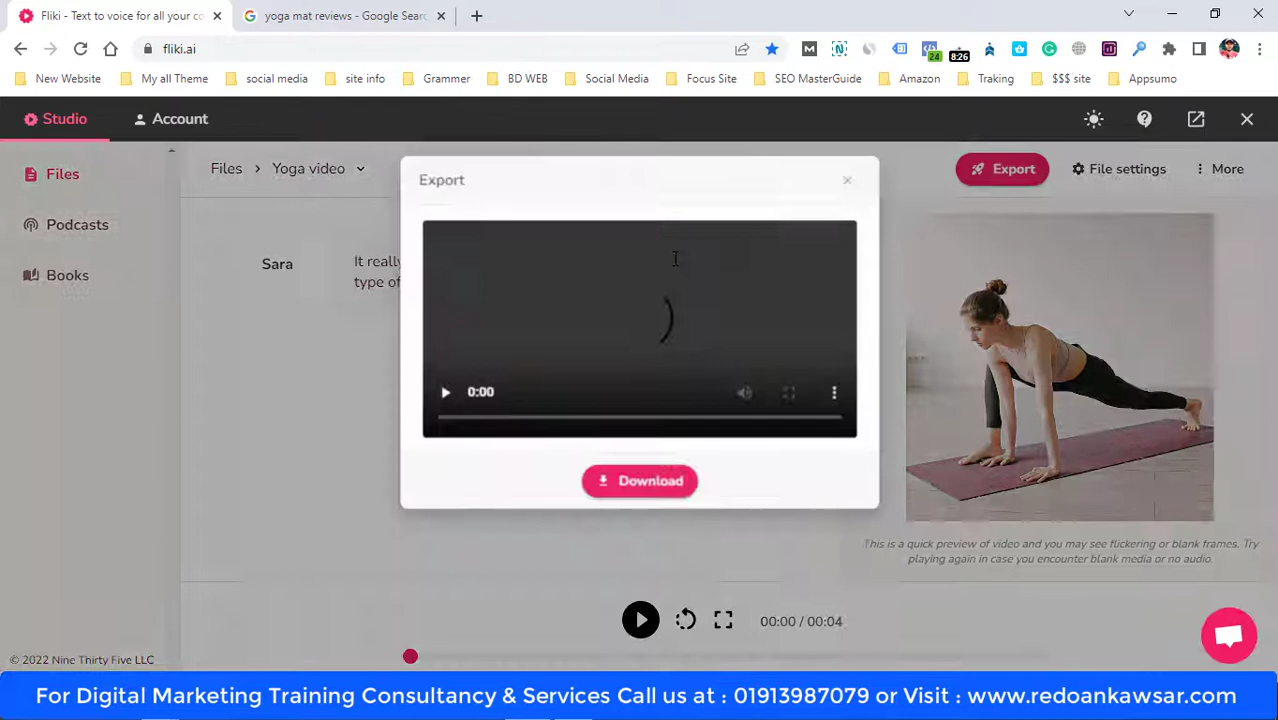 Fliki - Text to voice for all your co
yoga mat reviews - Google Sear
fliki.ai
24
8:26
New Website
My all Theme
social media
site info
Grammer
BD WEB
Social Media
Focus Site
SEO MasterGuide
Amazon
Traking
$$$ site
Appsumo
Studio
Account
Files
Files > Yoga video
Export
Export
File settings
More
Podcasts
Books
Sara
It really
type of
0:00
Download
This is a quick preview of video and you may see flickering or blank frames. Try
playing again in case you encounter blank media or no audio.
00:00 / 00:04
© 2022 Nine Thirty Five LLC
For Digital Marketing Training Consultancy & Services Call us at : 01913987079 or Visit : www.redoankawsar.com